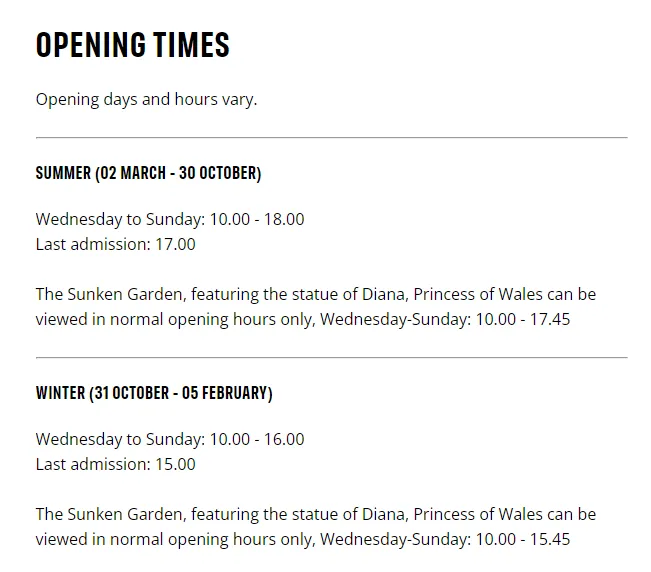 OPENING TIMES
Opening days and hours vary.
SUMMER (02 MARCH - 30 OCTOBER)
Wednesday to Sunday: 10.00 - 18.00
Last admission: 17.00
The Sunken Garden, featuring the statue of Diana, Princess of Wales can be
viewed in normal opening hours only, Wednesday-Sunday: 10.00 - 17.45
WINTER (31 OCTOBER - 05 FEBRUARY)
Wednesday to Sunday: 10.00 - 16.00
Last admission: 15.00
The Sunken Garden, featuring the statue of Diana, Princess of Wales can be
viewed in normal opening hours only, Wednesday-Sunday: 10.00 - 15.45